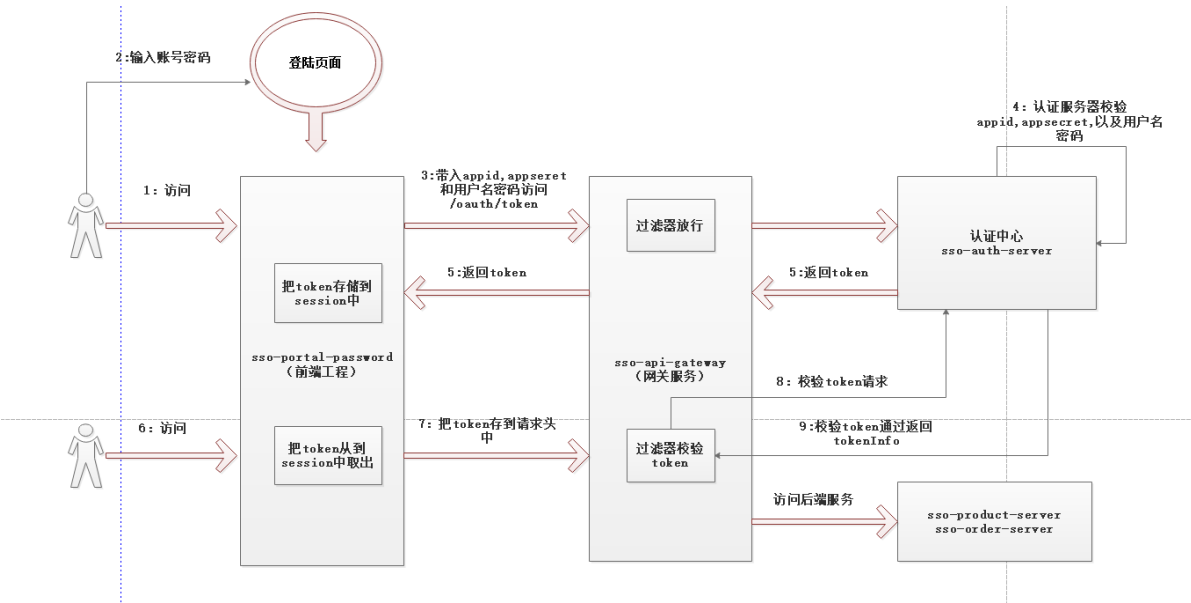 2:输入账号密码
登陆页面
4：认证服务器校验
appid,appsecret,以及用户名
密码
1：访问
3:带入appid,appseret
和用户名密码访问
/oauth/token
过滤器放行
认证中心
sso-auth-server
把token存储到
session中
5:返回token
5:返回token
sso-portal-password
（前端工程）
sso-api-gateway
（网关服务）
8：校验token请求
6：访问
7：把token存到请求头
中
9:校验token通过返回
tokenInfo
把token从到
session中取出
过滤器校验
token
访问后端服务
sso-product-server
sso-order-server